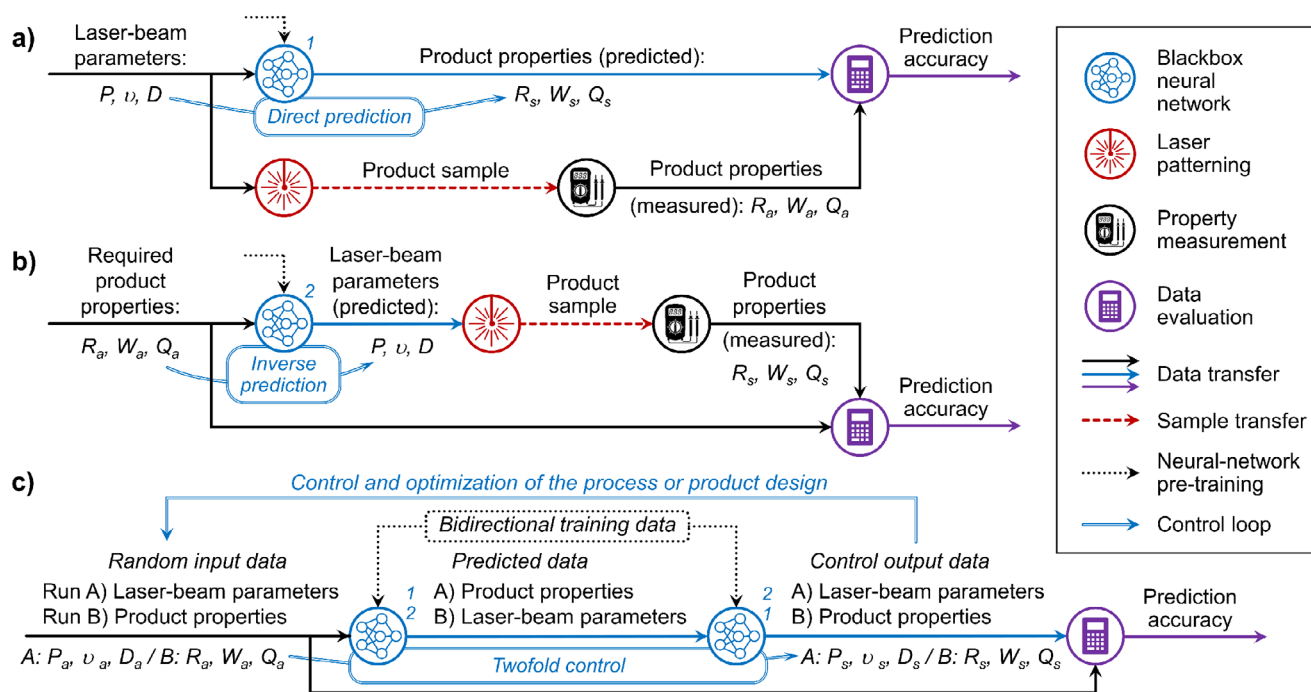 a)
Laser-beam
parameters:
P, υ, D
1
Product properties (predicted):
Rs, Ws, Qs
Direct prediction
Prediction
accuracy
Product sample
Product properties
(measured): Ra, Wa, Qa
b)
Required
product
properties:
Ra, Wa, Qa
2
Inverse
prediction
Laser-beam
parameters
(predicted):
P, υ, D
Product
sample
Product
properties
(measured):
Rs, Ws, Qs
Prediction
accuracy
c)
Control and optimization of the process or product design
Bidirectional training data
Random input data
Run A) Laser-beam parameters
Run B) Product properties
A: Pa, υa, Da / B: Ra, Wa, Qa
1
2
Predicted data
A) Product properties
B) Laser-beam parameters
Twofold control
2
1
Control output data
A) Laser-beam parameters
B) Product properties
A: Ps, υs, Ds / B: Rs, Ws, Qs
Prediction
accuracy
Blackbox
neural
network
Laser
patterning
Property
measurement
Data
evaluation
Data transfer
Sample transfer
Neural-network
pre-training
Control loop